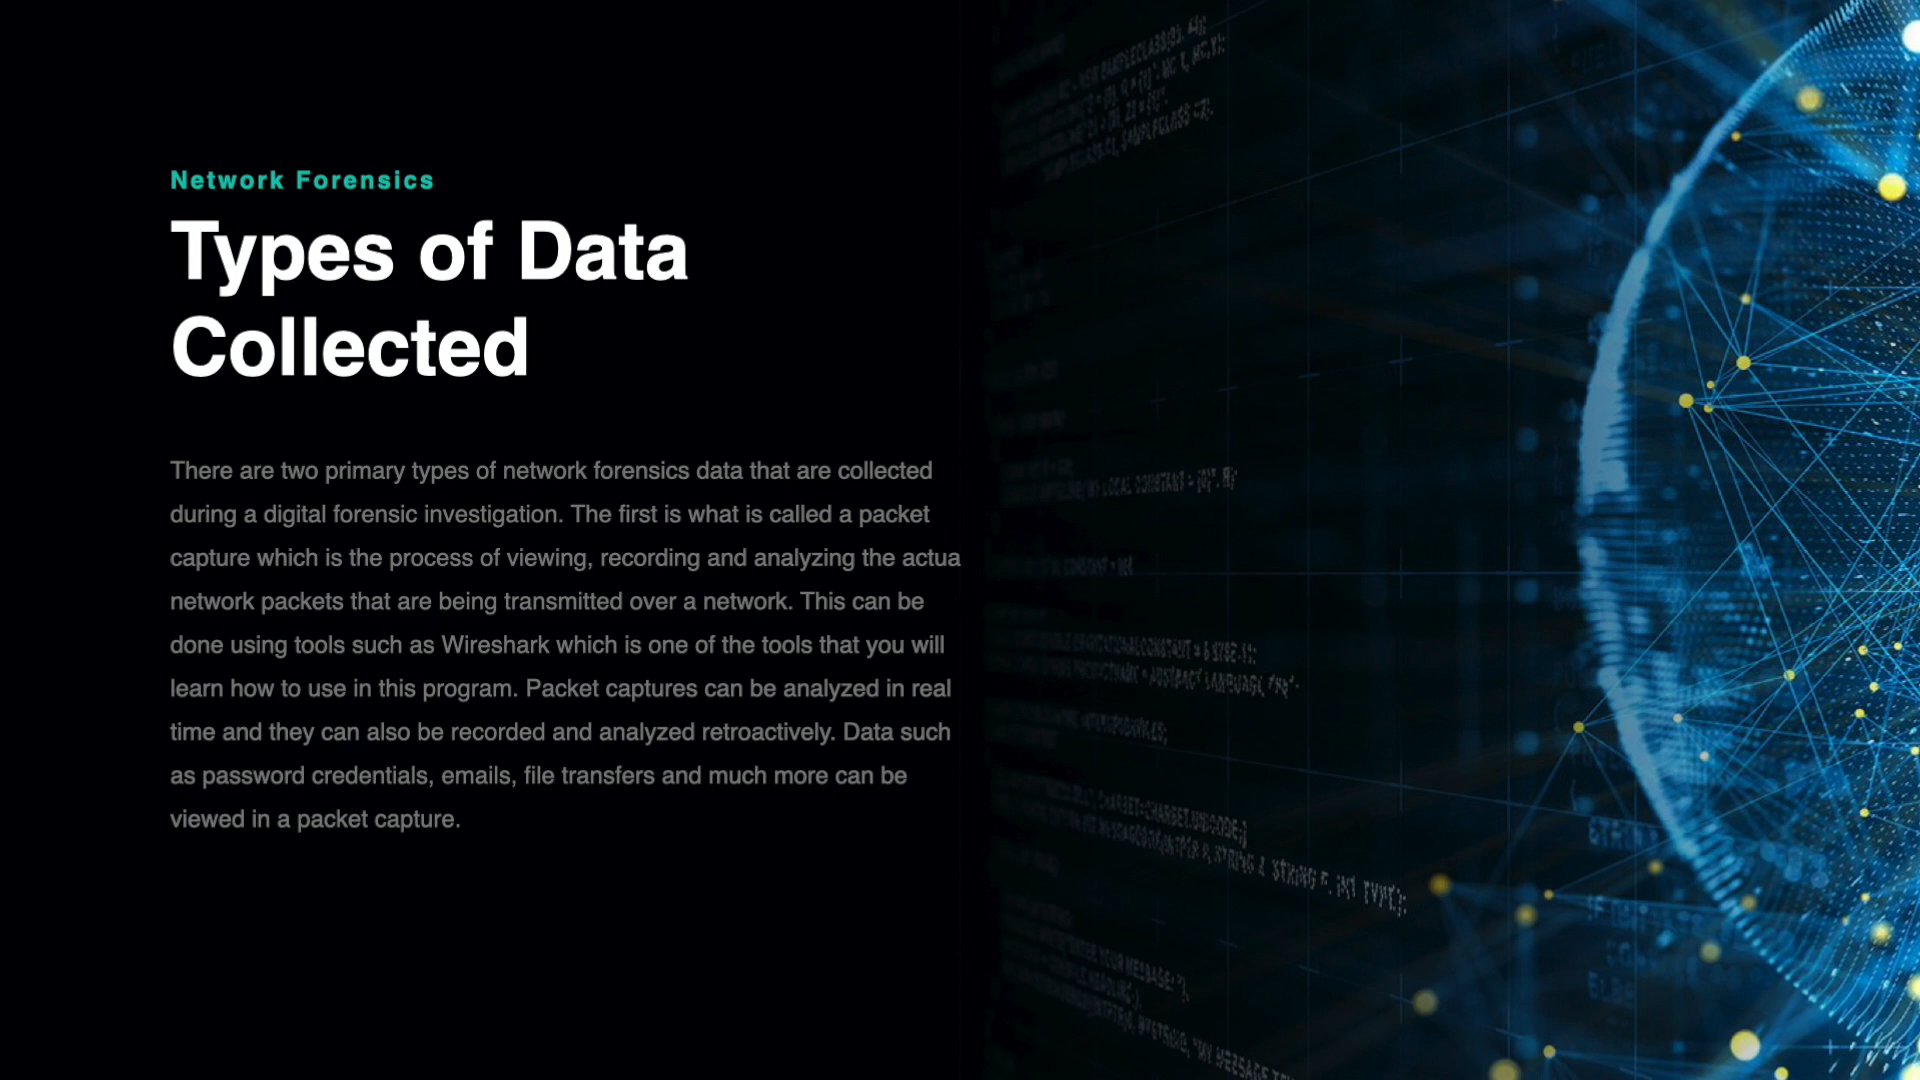 Network Forensics
Types of Data
Collected
There are two primary types of network forensics data that are collected
during a digital forensic investigation. The first is what is called a packet
capture which is the process of viewing, recording and analyzing the actua
network packets that are being transmitted over a network. This can be
done using tools such as Wireshark which is one of the tools that you will
learn how to use in this program. Packet captures can be analyzed in real
time and they can also be recorded and analyzed retroactively. Data such
as password credentials, emails, file transfers and much more can be
viewed in a packet capture.